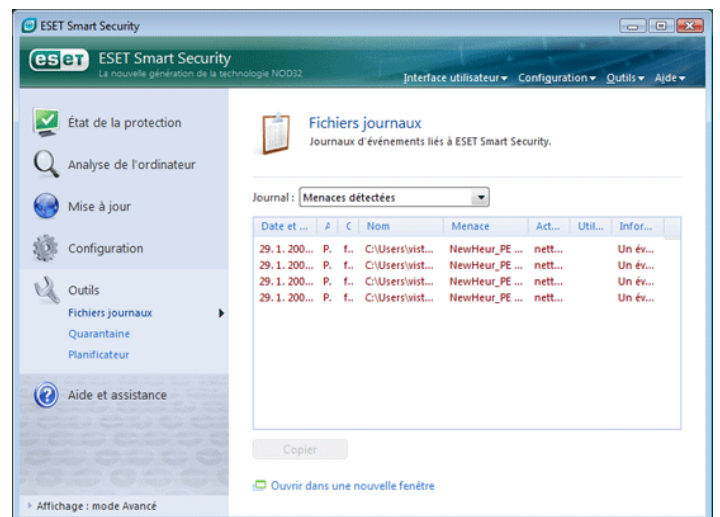 ESET Smart Security
eset ESET Smart Security
La nouvelle génération de la technologie NOD32
Interface utilisateur Configuration Outils Aide
État de la protection
Analyse de l'ordinateur
Mise à jour
Configuration
Outils
Fichiers journaux
Quarantaine
Planificateur
Aide et assistance
Affichage : mode Avancé
Fichiers journaux
Journaux d'événements liés à ESET Smart Security.
Journal : Menaces détectées
Date et ... Nom Menace Act... Util... Infor...
29. 1. 200... P. f.. C:\Users\vist... NewHeur_PE ... nett... Un év...
29. 1. 200... P. f.. C:\Users\vist... NewHeur_PE ... nett... Un év...
29. 1. 200... P. f.. C:\Users\vist... NewHeur_PE ... nett... Un év...
29. 1. 200... P. f.. C:\Users\vist... NewHeur_PE ... nett... Un év...
Copier
Ouvrir dans une nouvelle fenêtre